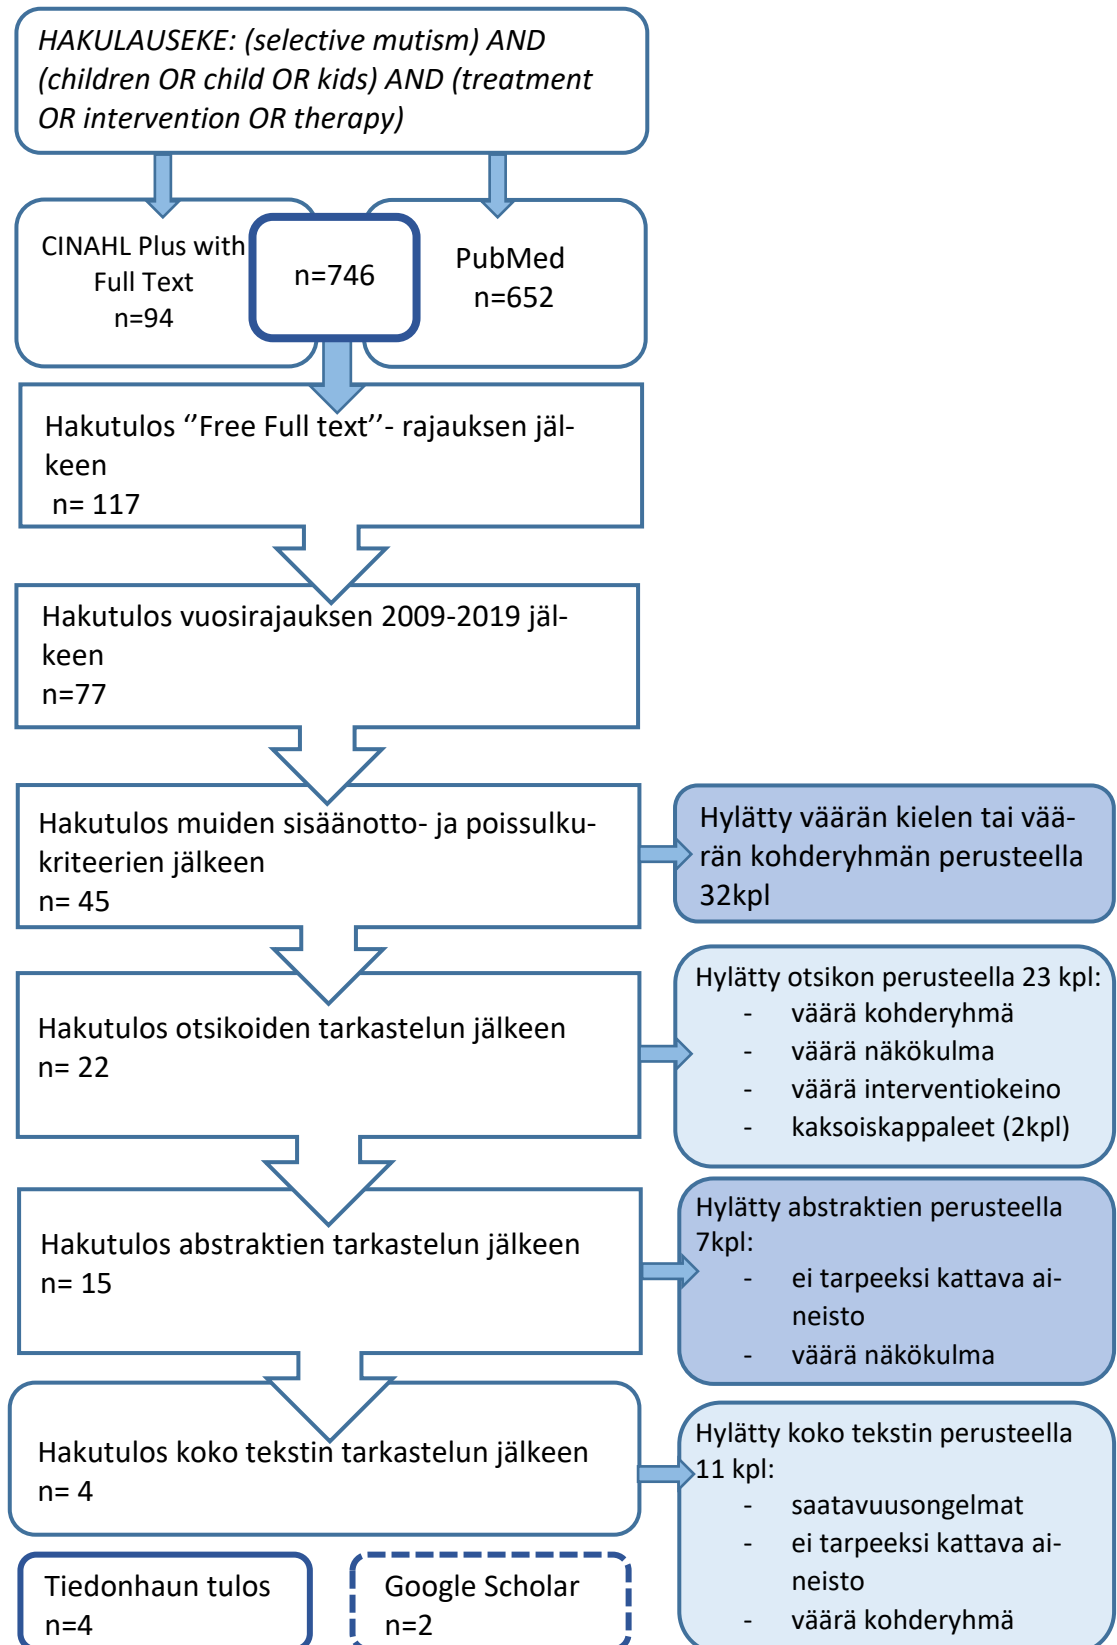 HAKULAUSEKE: (selective mutism) AND
(children OR child OR kids) AND (treatment
OR intervention OR therapy)
CINAHL Plus with
Full Text
n=94
n=746
PubMed
n=652
Hakutulos ‘’Free Full text’’- rajauksen jäl-
keen
n= 117
Hakutulos vuosirajauksen 2009-2019 jäl-
keen
n=77
Hakutulos muiden sisäänotto- ja poissulku-
kriteerien jälkeen
n= 45
Hylätty väärän kielen tai vää-
rän kohderyhmän perusteella
32kpl
Hakutulos otsikoiden tarkastelun jälkeen
n= 22
Hylätty otsikon perusteella 23 kpl:
- väärä kohderyhmä
- väärä näkökulma
- väärä interventiokeino
- kaksoiskappaleet (2kpl)
Hakutulos abstraktien tarkastelun jälkeen
n= 15
Hylätty abstraktien perusteella
7kpl:
- ei tarpeeksi kattava ai-
neisto
- väärä näkökulma
Hakutulos koko tekstin tarkastelun jälkeen
n= 4
Hylätty koko tekstin perusteella
11 kpl:
- saatavuusongelmat
- ei tarpeeksi kattava ai-
neisto
- väärä kohderyhmä
Tiedonhaun tulos
n=4
Google Scholar
n=2